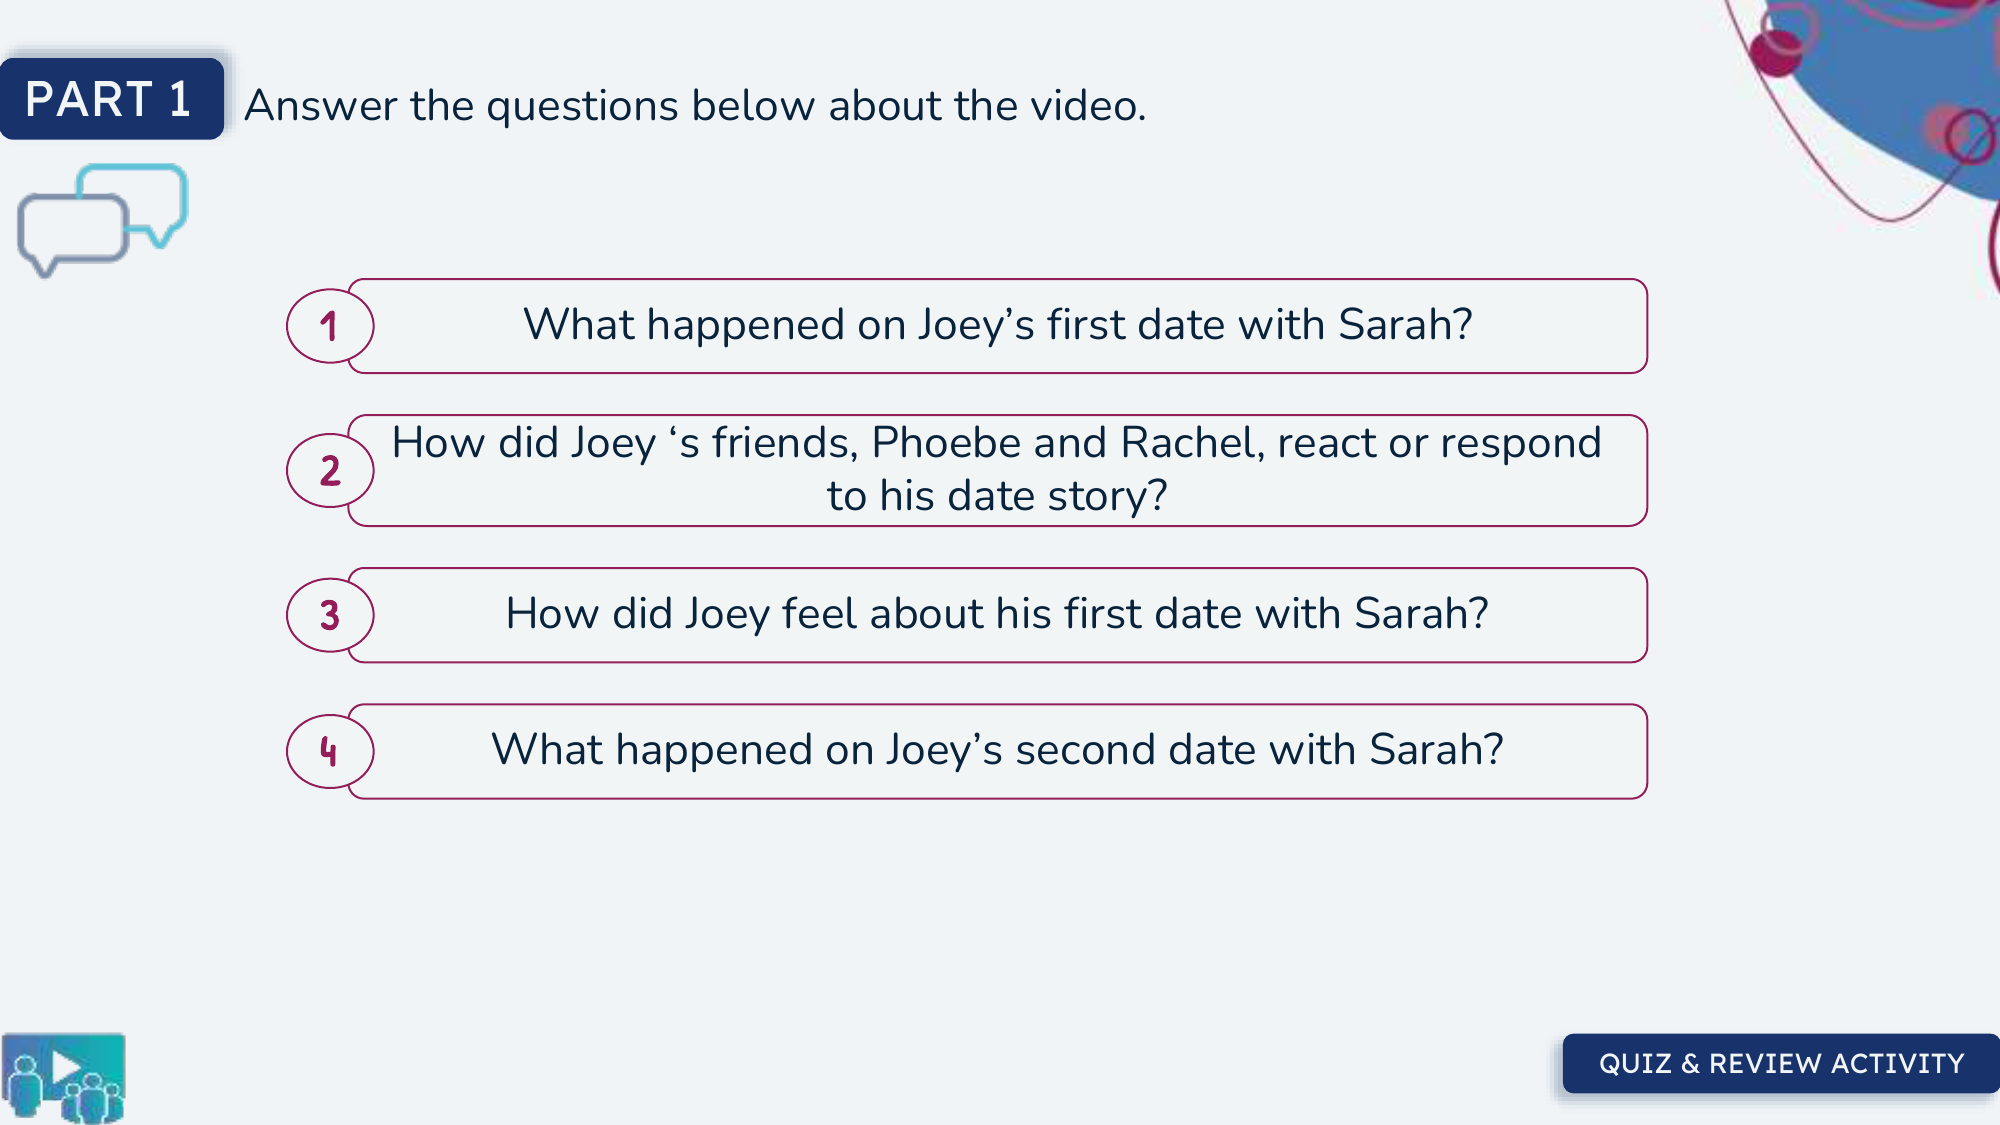 PART 1
Answer the questions below about the video.
1
What happened on Joey’s first date with Sarah?
2
How did Joey ‘s friends, Phoebe and Rachel, react or respond
to his date story?
3
How did Joey feel about his first date with Sarah?
4
What happened on Joey’s second date with Sarah?
QUIZ & REVIEW ACTIVITY